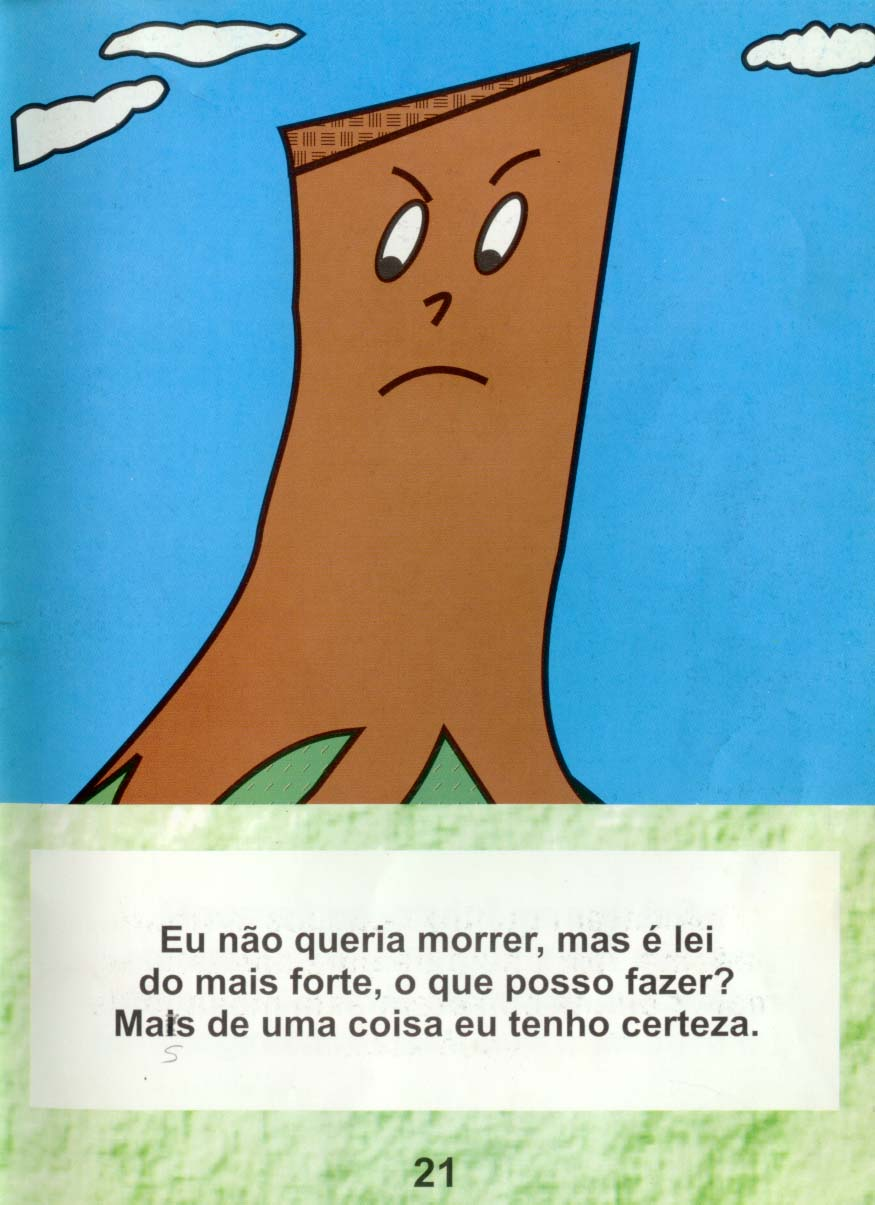 Eu não queria morrer, mas é lei
do mais forte, o que posso fazer?
Mais de uma coisa eu tenho certeza.
s
21